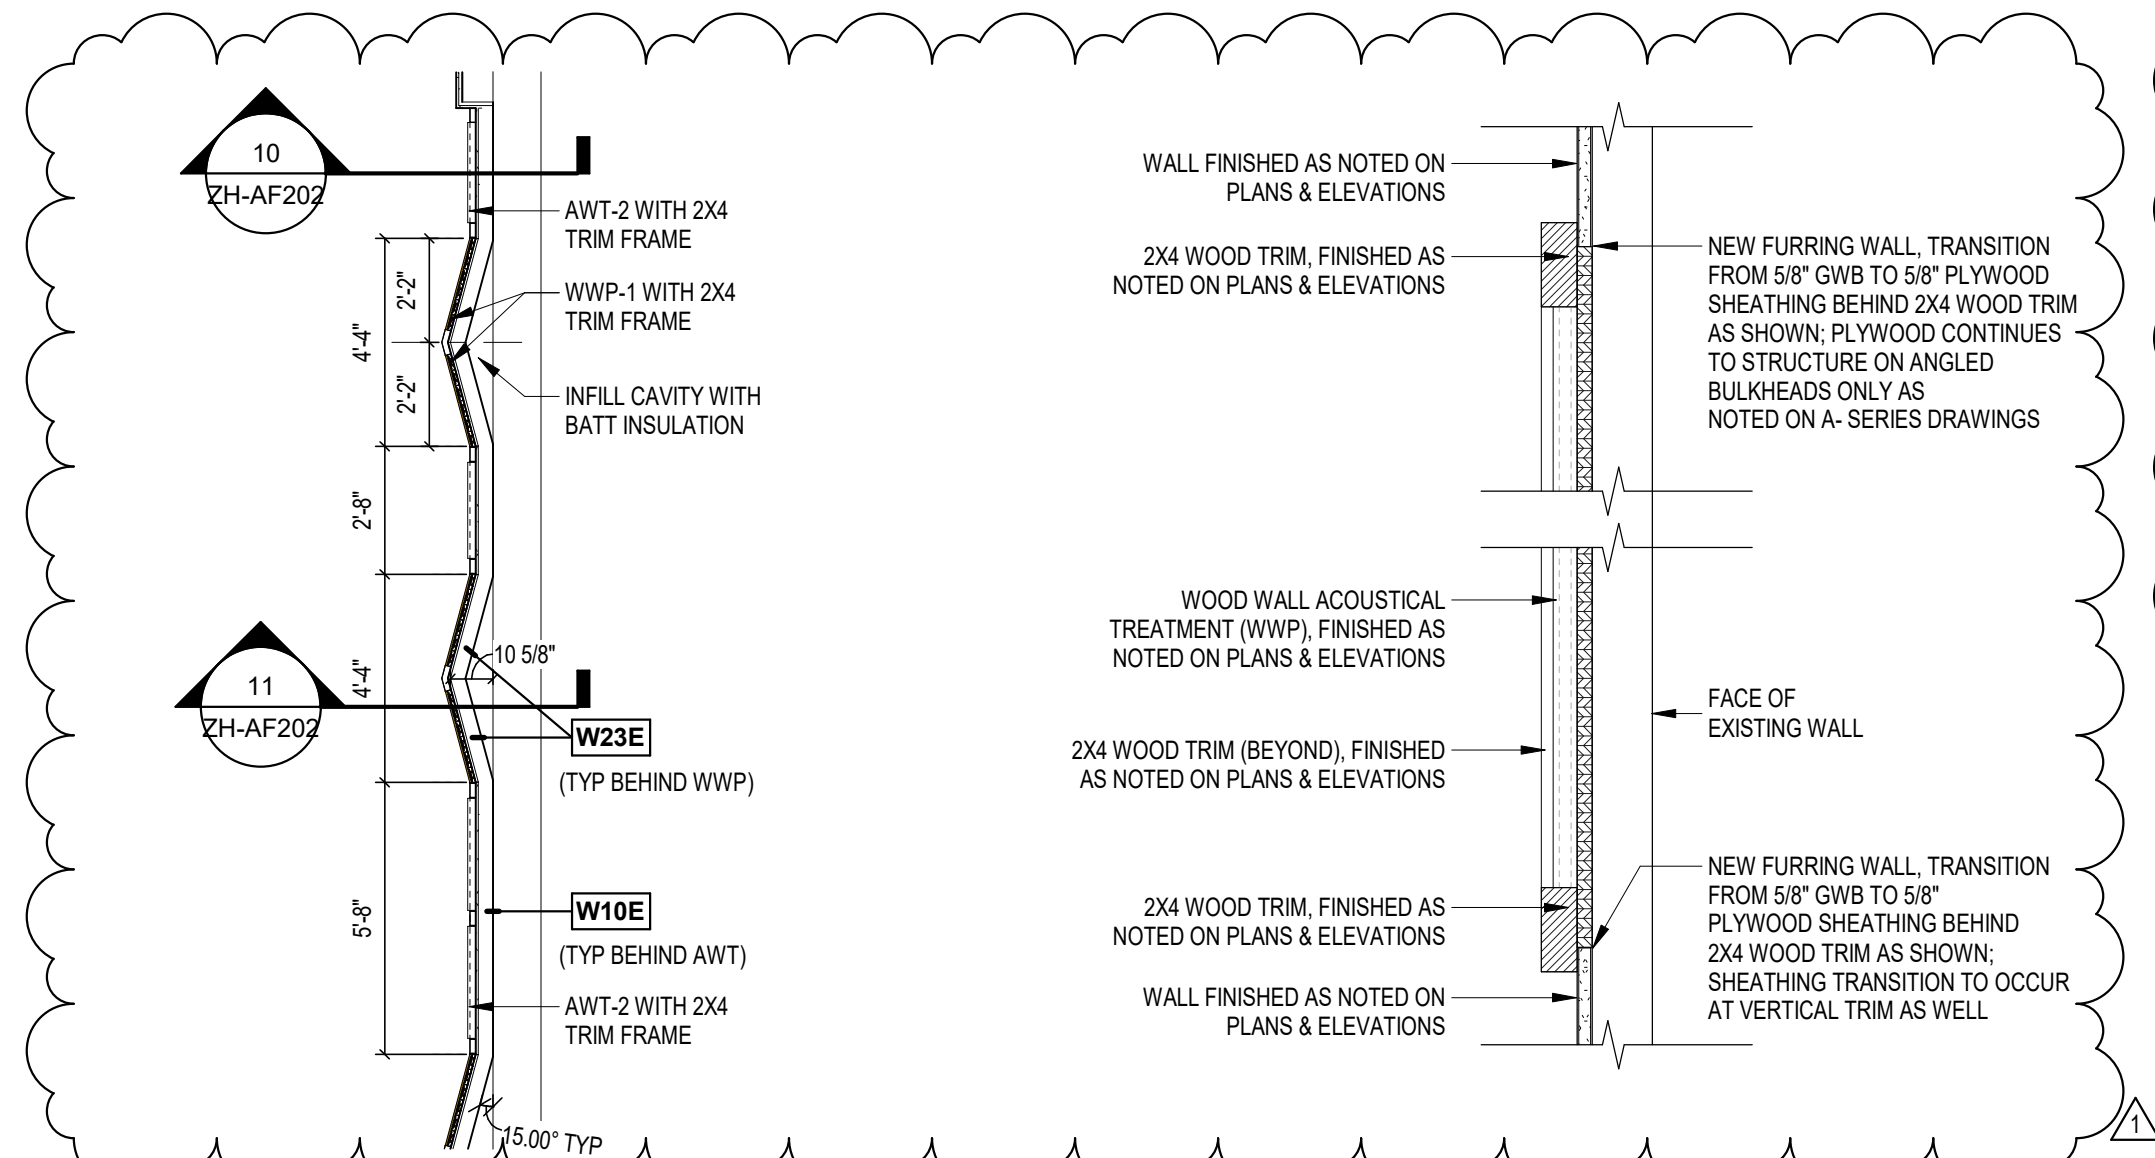 10
ZH-AF202
AWT-2 WITH 2X4
TRIM FRAME
2'-2"
4'-4"
WWP-1 WITH 2X4
TRIM FRAME
2'-2"
INFILL CAVITY WITH
BATT INSULATION
2'-8"
11
ZH-AF202
4'-4"
10 5/8"
W23E
(TYP BEHIND WWP)
5'-8"
W10E
(TYP BEHIND AWT)
AWT-2 WITH 2X4
TRIM FRAME
15.00° TYP
WALL FINISHED AS NOTED ON
PLANS & ELEVATIONS
2X4 WOOD TRIM, FINISHED AS
NOTED ON PLANS & ELEVATIONS
WOOD WALL ACOUSTICAL
TREATMENT (WWP), FINISHED AS
NOTED ON PLANS & ELEVATIONS
2X4 WOOD TRIM (BEYOND), FINISHED
AS NOTED ON PLANS & ELEVATIONS
2X4 WOOD TRIM, FINISHED AS
NOTED ON PLANS & ELEVATIONS
WALL FINISHED AS NOTED ON
PLANS & ELEVATIONS
NEW FURRING WALL, TRANSITION
FROM 5/8" GWB TO 5/8" PLYWOOD
SHEATHING BEHIND 2X4 WOOD TRIM
AS SHOWN; PLYWOOD CONTINUES
TO STRUCTURE ON ANGLED
BULKHEADS ONLY AS
NOTED ON A- SERIES DRAWINGS
FACE OF
EXISTING WALL
NEW FURRING WALL, TRANSITION
FROM 5/8" GWB TO 5/8"
PLYWOOD SHEATHING BEHIND
2X4 WOOD TRIM AS SHOWN;
SHEATHING TRANSITION TO OCCUR
AT VERTICAL TRIM AS WELL
1